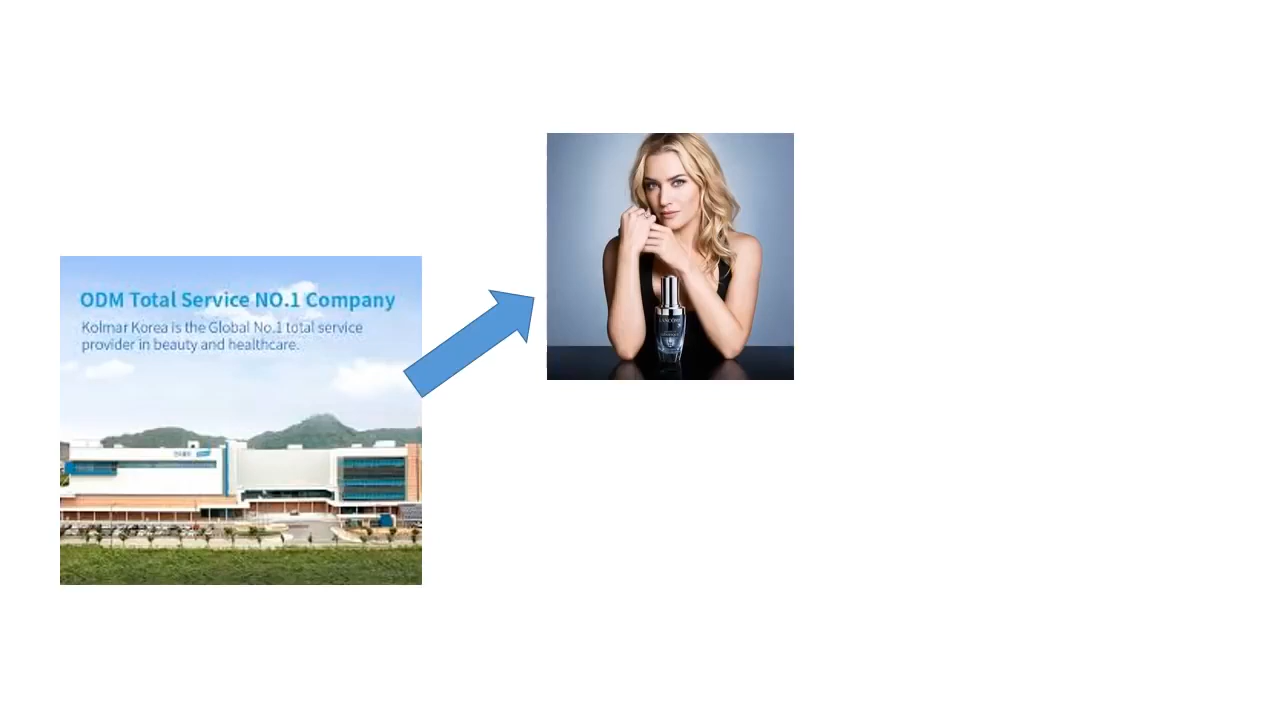 ODM Total Service NO.1 Company
Kolmar Korea is the Global No.1 total service
provider in beauty and healthcare.
LANCÔME